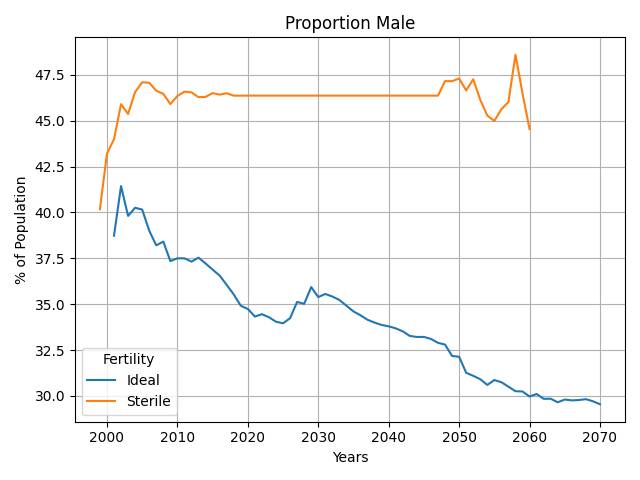 Proportion Male
% of Population
47.5
45.0
42.5
40.0
37.5
35.0
32.5
30.0
Fertility
Ideal
Sterile
2000 2010 2020 2030 2040 2050 2060 2070
Years